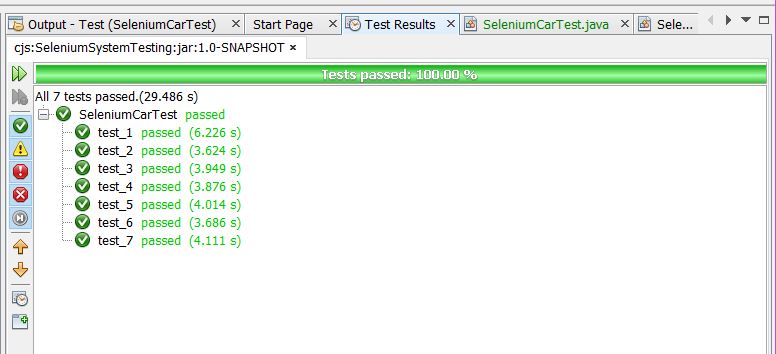 Output - Test (SeleniumCarTest) Start Page Test Results SeleniumCarTest.java Sele...
cjs:SeleniumSystemTesting:jar:1.0-SNAPSHOT
Tests passed: 100.00 %
All 7 tests passed.(29.486 s)
SeleniumCarTest passed
test_1 passed (6.226 s)
test_2 passed (3.624 s)
test_3 passed (3.949 s)
test_4 passed (3.876 s)
test_5 passed (4.014 s)
test_6 passed (3.686 s)
test_7 passed (4.111 s)